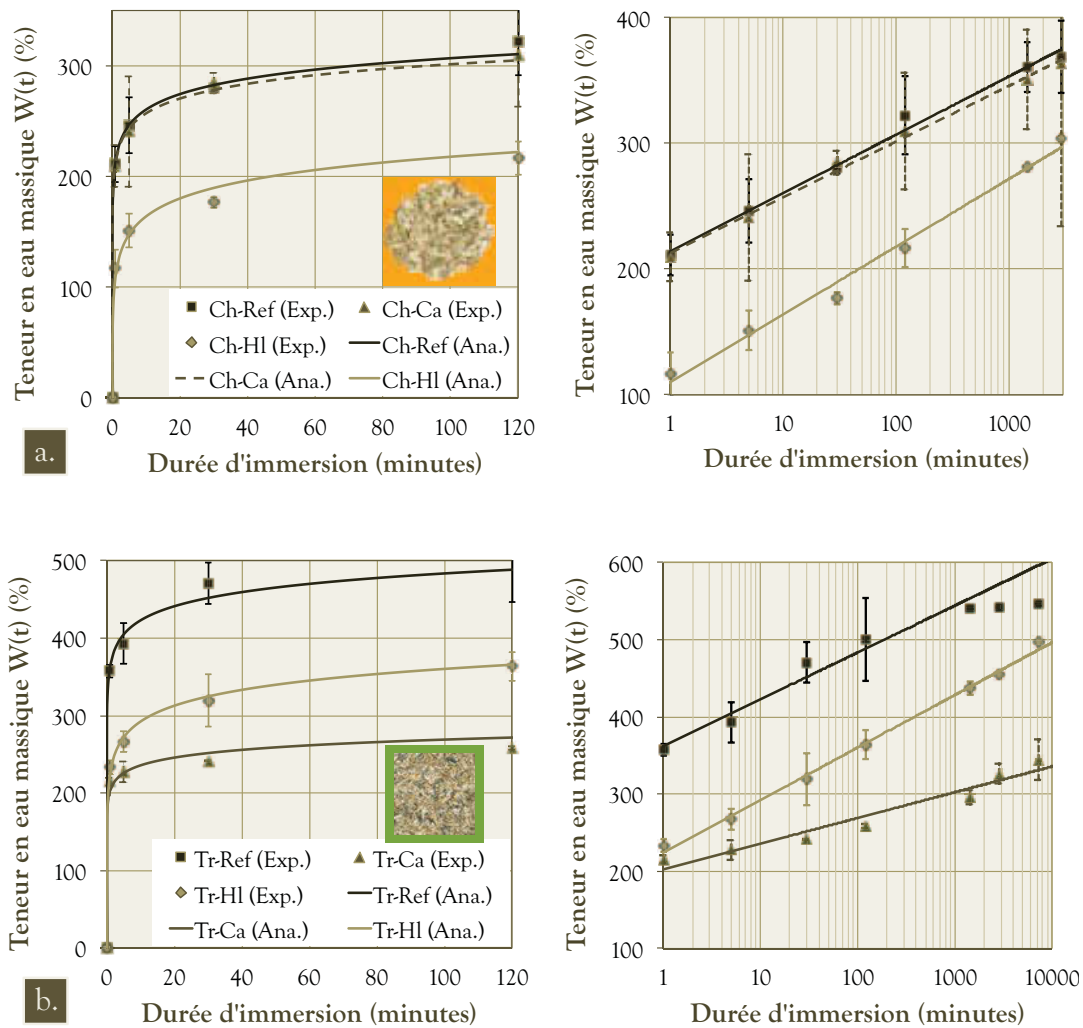 Teneur en eau massique W(t) (%)
300
200
100
0
Ch-Ref (Exp.) Ch-Ca (Exp.)
Ch-Hl (Exp.) Ch-Ref (Ana.)
Ch-Ca (Ana.) Ch-Hl (Ana.)
0 20 40 60 80 100 120
Durée d'immersion (minutes)
a.
Teneur en eau massique W(t) (%)
400
300
200
100
1 10 100 1000
Durée d'immersion (minutes)
Teneur en eau massique W(t) (%)
500
400
300
200
100
0
Tr-Ref (Exp.) Tr-Ca (Exp.)
Tr-Hl (Exp.) Tr-Ref (Ana.)
Tr-Ca (Ana.) Tr-Hl (Ana.)
0 20 40 60 80 100 120
Durée d'immersion (minutes)
b.
Teneur en eau massique W(t) (%)
600
500
400
300
200
100
1 10 100 1000 10000
Durée d'immersion (minutes)